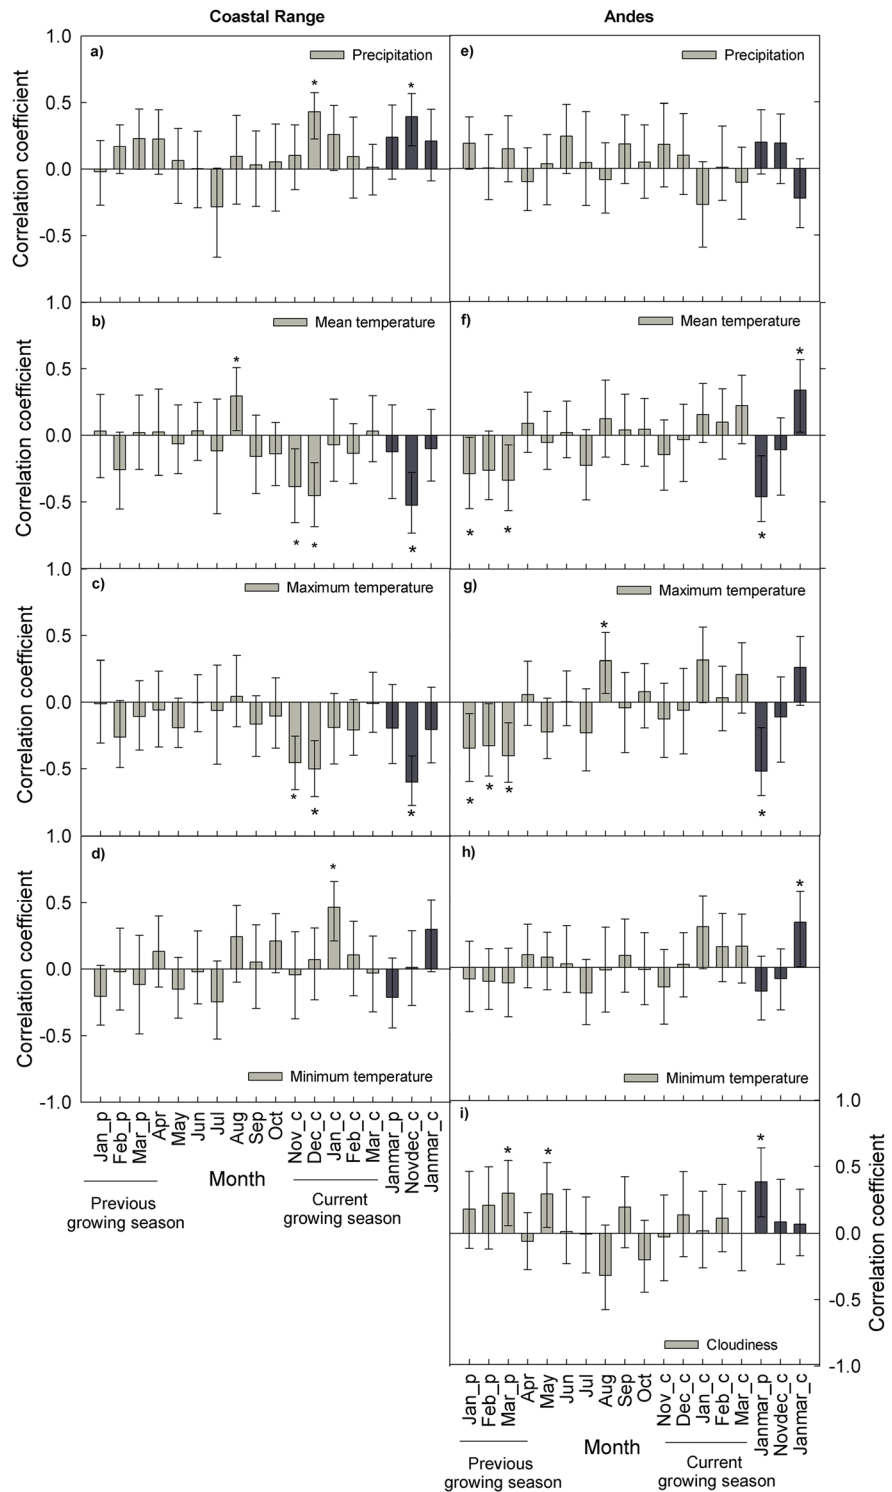 Coastal Range
Andes
a)
Precipitation
e)
Precipitation
1.0
0.5
0.0
-0.5
1.0
Correlation coefficient
b)
Mean temperature
f)
Mean temperature
*
*
*
0.5
0.0
-0.5
1.0
Correlation coefficient
*
*
*
*
*
*
*
*
c)
Maximum temperature
g)
Maximum temperature
0.5
0.0
-0.5
1.0
Correlation coefficient
*
*
*
*
*
*
*
*
d)
Minimum temperature
h)
Minimum temperature
0.5
0.0
-0.5
-1.0
Correlation coefficient
*
*
Jan_p
Feb_p
Mar_p
Apr
May
Jun
Jul
Aug
Sep
Oct
Nov_c
Dec_c
Jan_c
Feb_c
Mar_c
Janmar_p
Novdec_c
Janmar_c
Month
Previous
growing season
Current
growing season
i)
*
*
*
Cloudiness
1.0
0.5
0.0
-0.5
-1.0
Correlation coefficient
Jan_p
Feb_p
Mar_p
Apr
May
Jun
Jul
Aug
Sep
Oct
Nov_c
Dec_c
Jan_c
Feb_c
Mar_c
Janmar_p
Novdec_c
Janmar_c
Month
Previous
growing season
Current
growing season